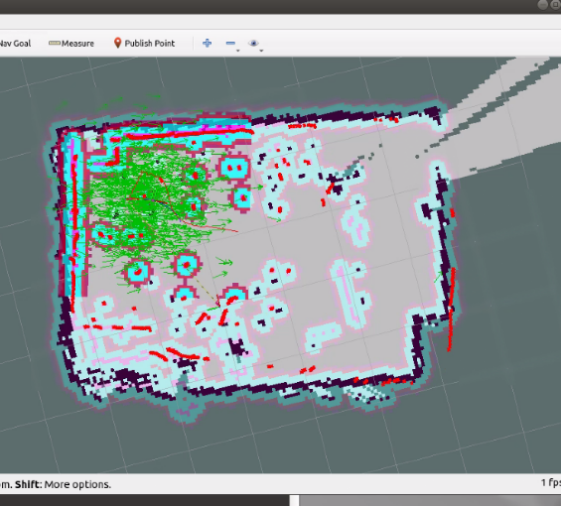 Nav Goal Measure Publish Point
m. Shift: More options. 1 fps